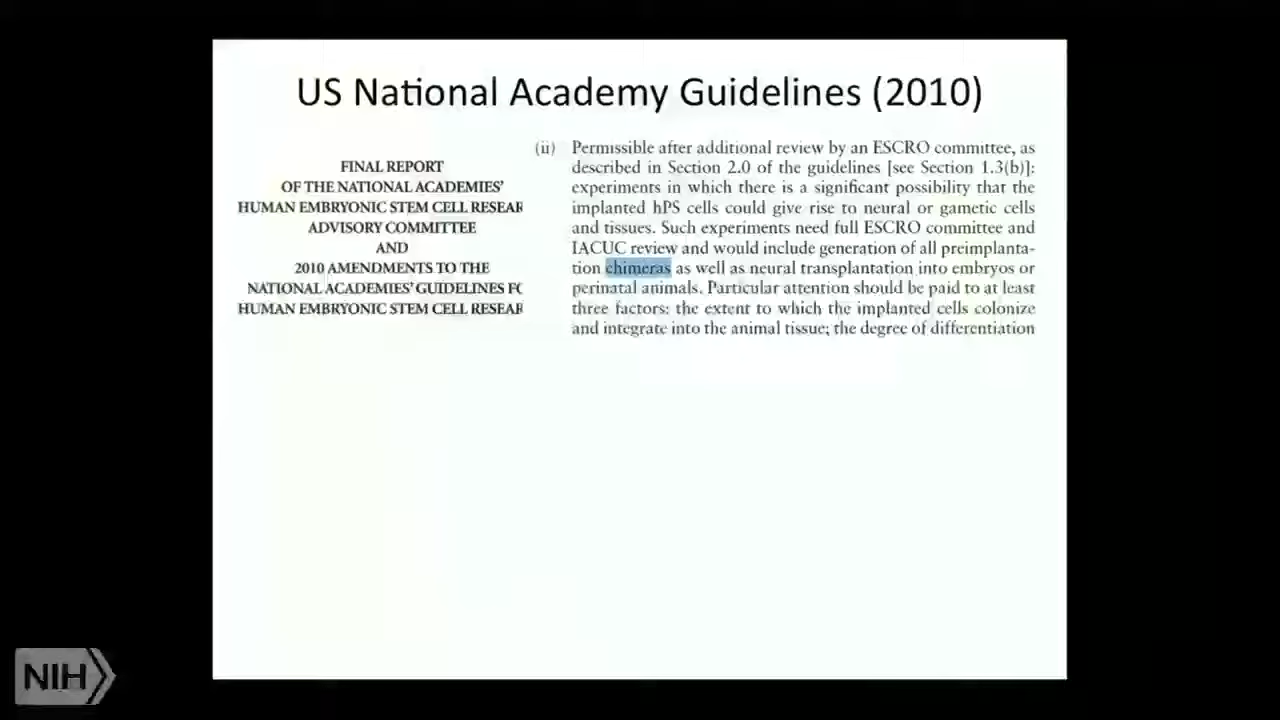 US National Academy Guidelines (2010)
FINAL REPORT
OF THE NATIONAL ACADEMIES'
HUMAN EMBRYONIC STEM CELL RESEAR
ADVISORY COMMITTEE
AND
2010 AMENDMENTS TO THE
NATIONAL ACADEMIES' GUIDELINES FO
HUMAN EMBRYONIC STEM CELL RESEAR
(ii) Permissible after additional review by an ESCRO committee, as
described in Section 2.0 of the guidelines [see Section 1.3(b)]:
experiments in which there is a significant possibility that the
implanted hPS cells could give rise to neural or gametic cells
and tissues. Such experiments need full ESCRO committee and
IACUC review and would include generation of all preimplanta-
tion chimeras as well as neural transplantation into embryos or
perinatal animals. Particular attention should be paid to at least
three factors: the extent to which the implanted cells colonize
and integrate into the animal tissue; the degree of differentiation
NIH